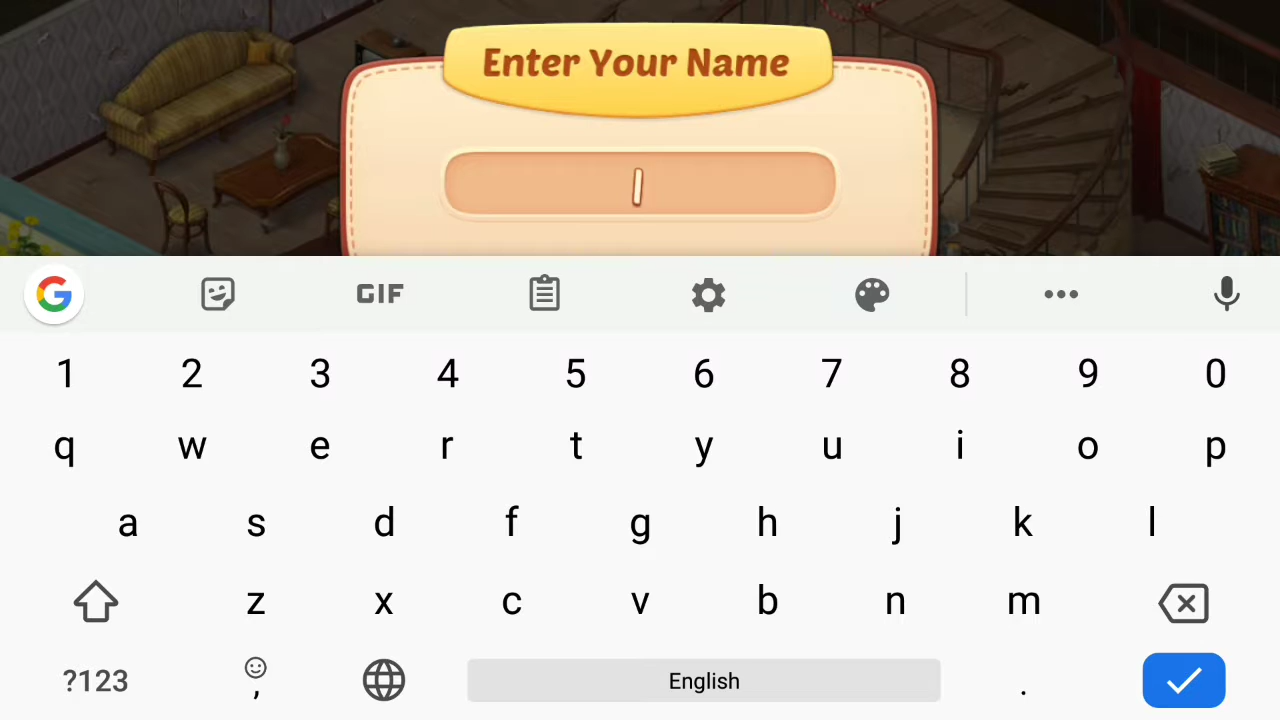 Enter Your Name
GIF
1 2 3 4 5 6 7 8 9 0
q w e r t y u i o p
a s d f g h j k l
z x c v b n m
?123 , English .